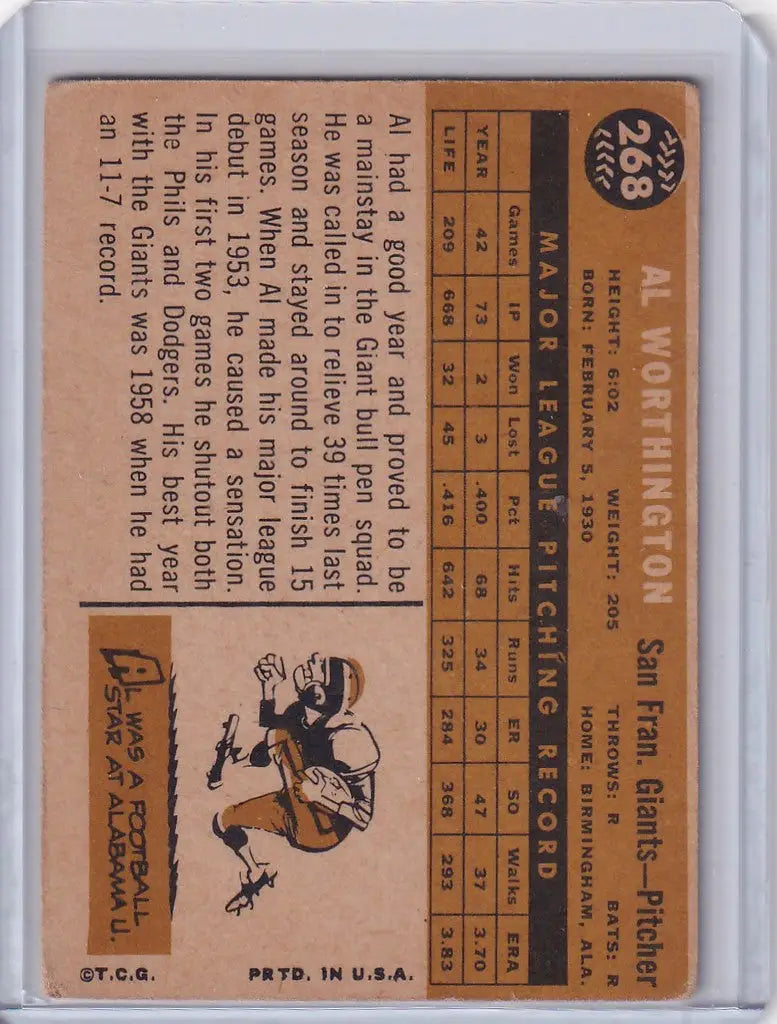 268
AL WORTHINGTON San Fran. Giants—Pitcher
HEIGHT: 6:02 WEIGHT: 205 THROWS: R BATS: R
BORN: FEBRUARY 5, 1930 HOME: BIRMINGHAM, ALA.
MAJOR LEAGUE PITCHING RECORD
Games IP Won Lost Pct Hits Runs ER SO Walks ERA
YEAR 42 73 2 3 .400 68 34 30 47 37 3.70
LIFE 209 668 32 45 .416 642 325 284 368 293 3.83
Al had a good year and proved to be
a mainstay in the Giant bull pen squad.
He was called in to relieve 39 times last
season and stayed around to finish 15
games. When Al made his major league
debut in 1953, he caused a sensation.
In his first two games he shutout both
the Phils and Dodgers. His best year
with the Giants was 1958 when he had
an 11-7 record.
AL WAS A FOOTBALL
STAR AT ALABAMA U.
©T.C.G. PRTD. IN U.S.A.